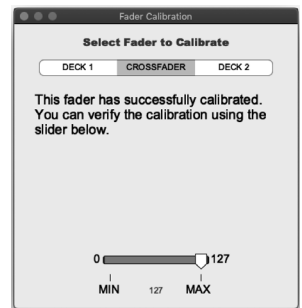 Fader Calibration
Select Fader to Calibrate
DECK 1 CROSSFADER DECK 2
This fader has successfully calibrated.
You can verify the calibration using the
slider below.
0 127
MIN 127 MAX